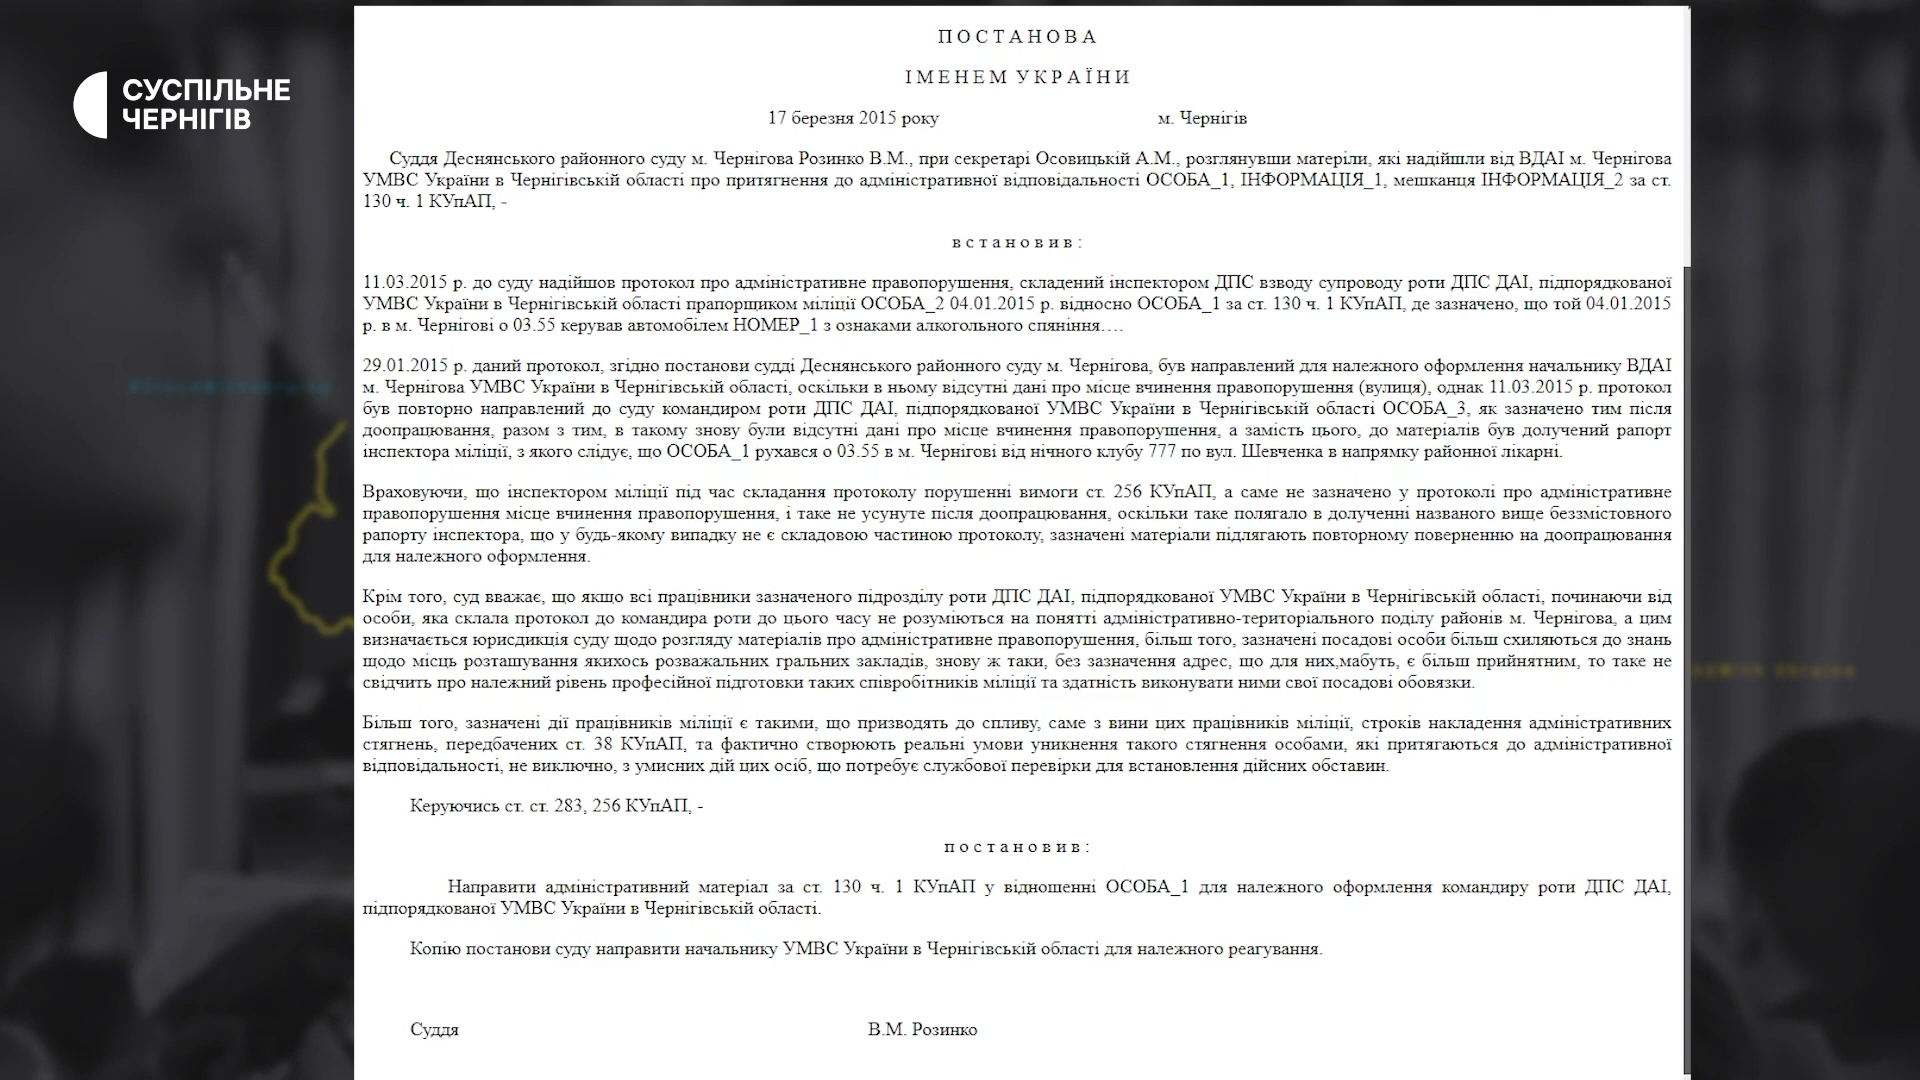 СУСПІЛЬНЕ
ЧЕРНІГІВ
П О С Т А Н О В А
І М Е Н Е М У К Р А Ї Н И
17 березня 2015 року м. Чернігів
Суддя Деснянського районного суду м. Чернігова Розинко В.М., при секретарі Осовицькій А.М., розглянувши матеріли, які надійшли від ВДАІ м. Чернігова
УМВС України в Чернігівській області про притягнення до адміністративної відповідальності ОСОБА_1, ІНФОРМАЦІЯ_1, мешканця ІНФОРМАЦІЯ_2 за ст.
130 ч. 1 КУпАП, -
в с т а н о в и в :
11.03.2015 р. до суду надійшов протокол про адміністративне правопорушення, складений інспектором ДПС взводу супроводу роти ДПС ДАІ, підпорядкованої
УМВС України в Чернігівській області прапорщиком міліції ОСОБА_2 04.01.2015 р. відносно ОСОБА_1 за ст. 130 ч. 1 КУпАП, де зазначено, що той 04.01.2015
р. в м. Чернігові о 03.55 керував автомобілем НОМЕР_1 з ознаками алкогольного спяніння….
29.01.2015 р. даний протокол, згідно постанови судді Деснянського районного суду м. Чернігова, був направлений для належного оформлення начальнику ВДАІ
м. Чернігова УМВС України в Чернігівській області, оскільки в ньому відсутні дані про місце вчинення правопорушення (вулиця), однак 11.03.2015 р. протокол
був повторно направлений до суду командиром роти ДПС ДАІ, підпорядкованої УМВС України в Чернігівській області ОСОБА_3, як зазначено тим після
доопрацювання, разом з тим, в такому знову були відсутні дані про місце вчинення правопорушення, а замість цього, до матеріалів був долучений рапорт
інспектора міліції, з якого слідує, що ОСОБА_1 рухався о 03.55 в м. Чернігові від нічного клубу 777 по вул. Шевченка в напрямку районної лікарні.
Враховуючи, що інспектором міліції під час складання протоколу порушенні вимоги ст. 256 КУпАП, а саме не зазначено у протоколі про адміністративне
правопорушення місце вчинення правопорушення, і таке не усунуте після доопрацювання, оскільки таке полягало в долученні названого вище беззмістовного
рапорту інспектора, що у будь-якому випадку не є складовою частиною протоколу, зазначені матеріали підлягають повторному поверненню на доопрацювання
для належного оформлення.
Крім того, суд вважає, що якщо всі працівники зазначеного підрозділу роти ДПС ДАІ, підпорядкованої УМВС України в Чернігівській області, починаючи від
особи, яка склала протокол до командира роти до цього часу не розуміються на понятті адміністративно-територіального поділу районів м. Чернігова, а цим
визначається юрисдикція суду щодо розгляду матеріалів про адміністративне правопорушення, більш того, зазначені посадові особи більш схиляються до знань
щодо місць розташування якихось розважальних гральних закладів, знову ж таки, без зазначення адрес, що для них,мабуть, є більш прийнятним, то таке не
свідчить про належний рівень професійної підготовки таких співробітників міліції та здатність виконувати ними свої посадові обовязки.
Більш того, зазначені дії працівників міліції є такими, що призводять до спливу, саме з вини цих працівників міліції, строків накладення адміністративних
стягнень, передбачених ст. 38 КУпАП, та фактично створюють реальні умови уникнення такого стягнення особами, які притягаються до адміністративної
відповідальності, не виключно, з умисних дій цих осіб, що потребує службової перевірки для встановлення дійсних обставин.
Керуючись ст. ст. 283, 256 КУпАП, -
п о с т а н о в и в :
Направити адміністративний матеріал за ст. 130 ч. 1 КУпАП у відношенні ОСОБА_1 для належного оформлення командиру роти ДПС ДАІ,
підпорядкованої УМВС України в Чернігівській області.
Копію постанови суду направити начальнику УМВС України в Чернігівській області для належного реагування.
Суддя В.М. Розинко